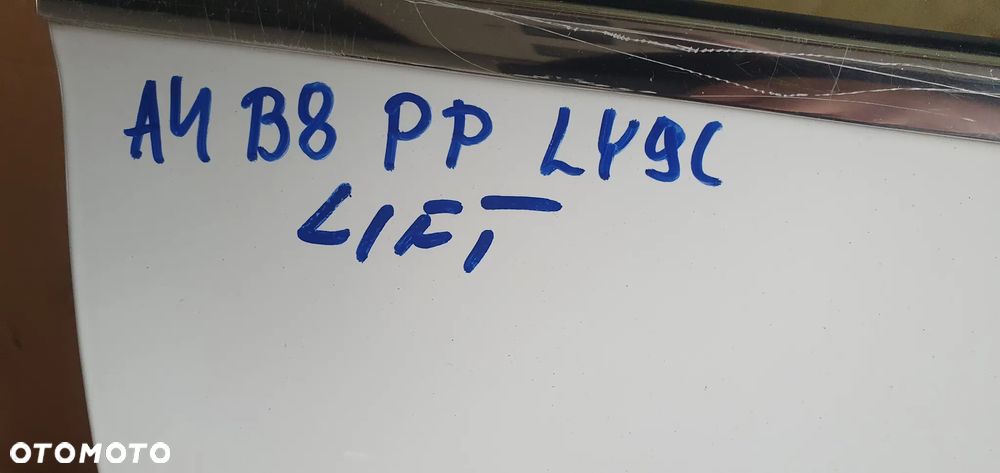 A4 B8 PP LY9C
LIFT
OTOMOTO